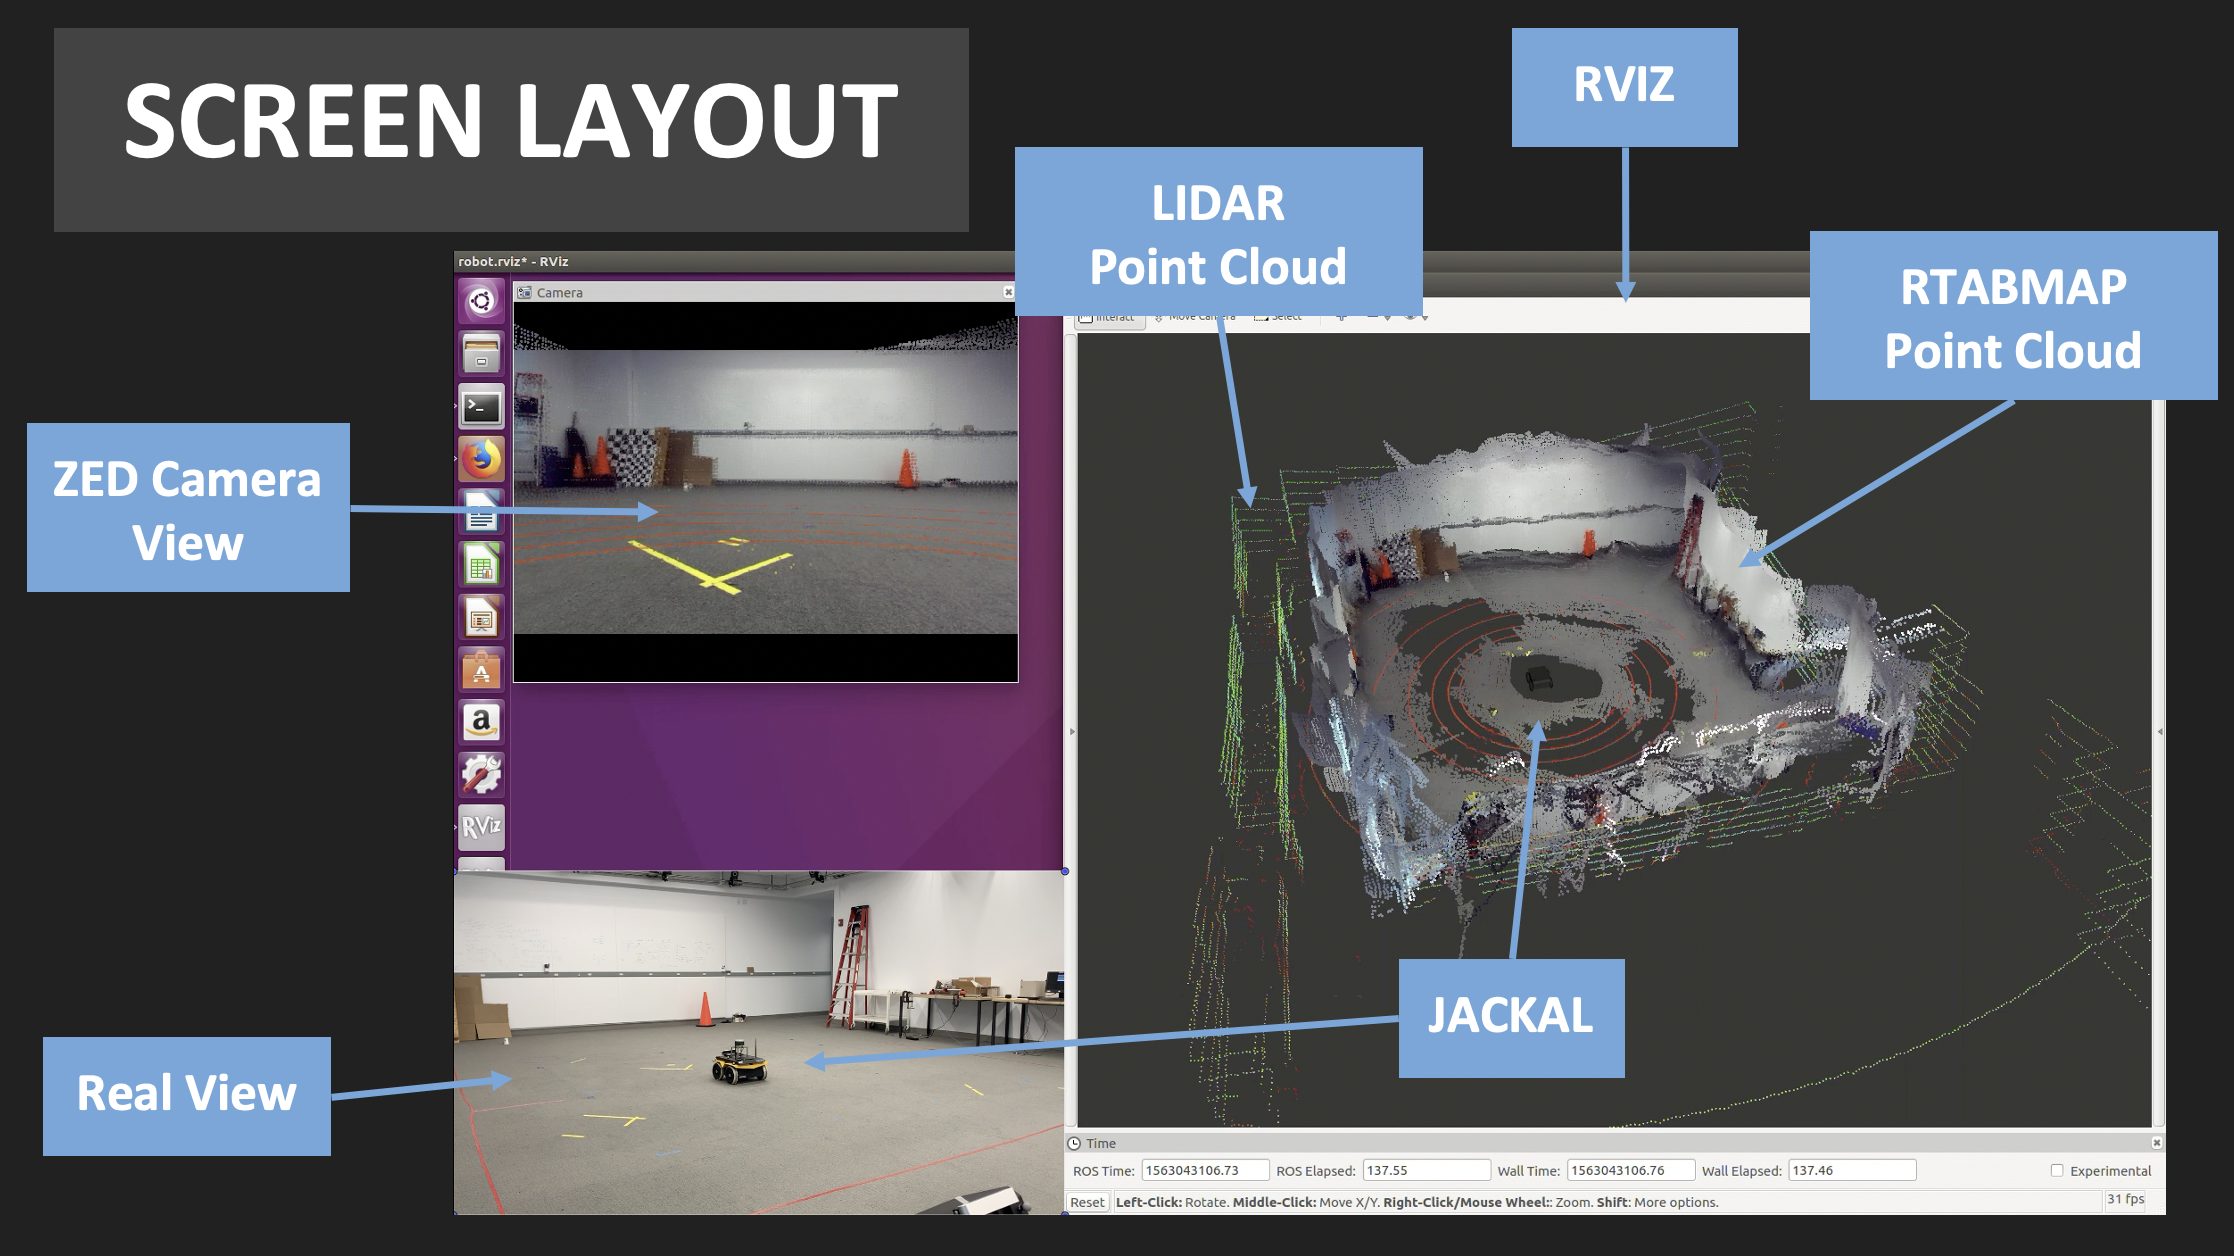 SCREEN LAYOUT
RVIZ
LIDAR
Point Cloud
RTABMAP
Point Cloud
robot.rviz* - RViz
Camera
Interact
Move Camera
Select
ZED Camera
View
RViz
JACKAL
Real View
Time
ROS Time: 1563043106.73 ROS Elapsed: 137.55 Wall Time: 1563043106.76 Wall Elapsed: 137.46 Experimental
Reset Left-Click: Rotate. Middle-Click: Move X/Y. Right-Click/Mouse Wheel:: Zoom. Shift: More options. 31 fps